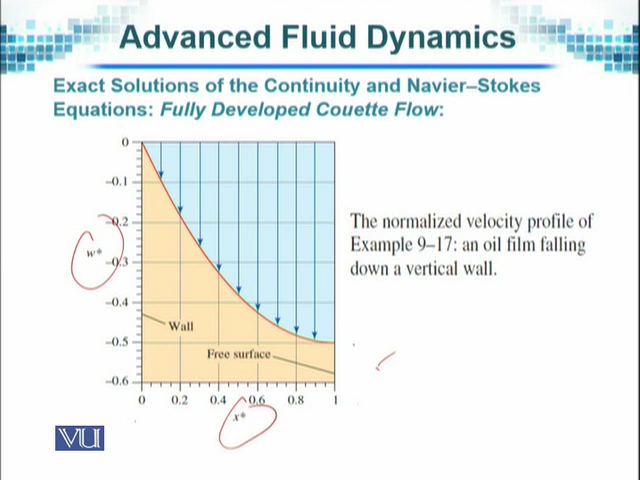 Advanced Fluid Dynamics
Exact Solutions of the Continuity and Navier–Stokes
Equations: Fully Developed Couette Flow:
0
–0.1
–0.2
w*
–0.3
–0.4
–0.5
–0.6
Wall
Free surface
0 0.2 0.4 0.6 0.8 1
x*
The normalized velocity profile of
Example 9–17: an oil film falling
down a vertical wall.
VU